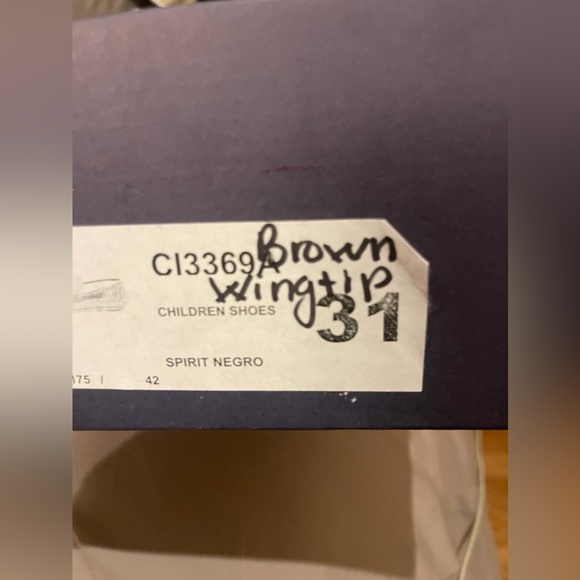 Brown
CI3369A
Wingtip
CHILDREN SHOES
31
SPIRIT NEGRO
175 I 42